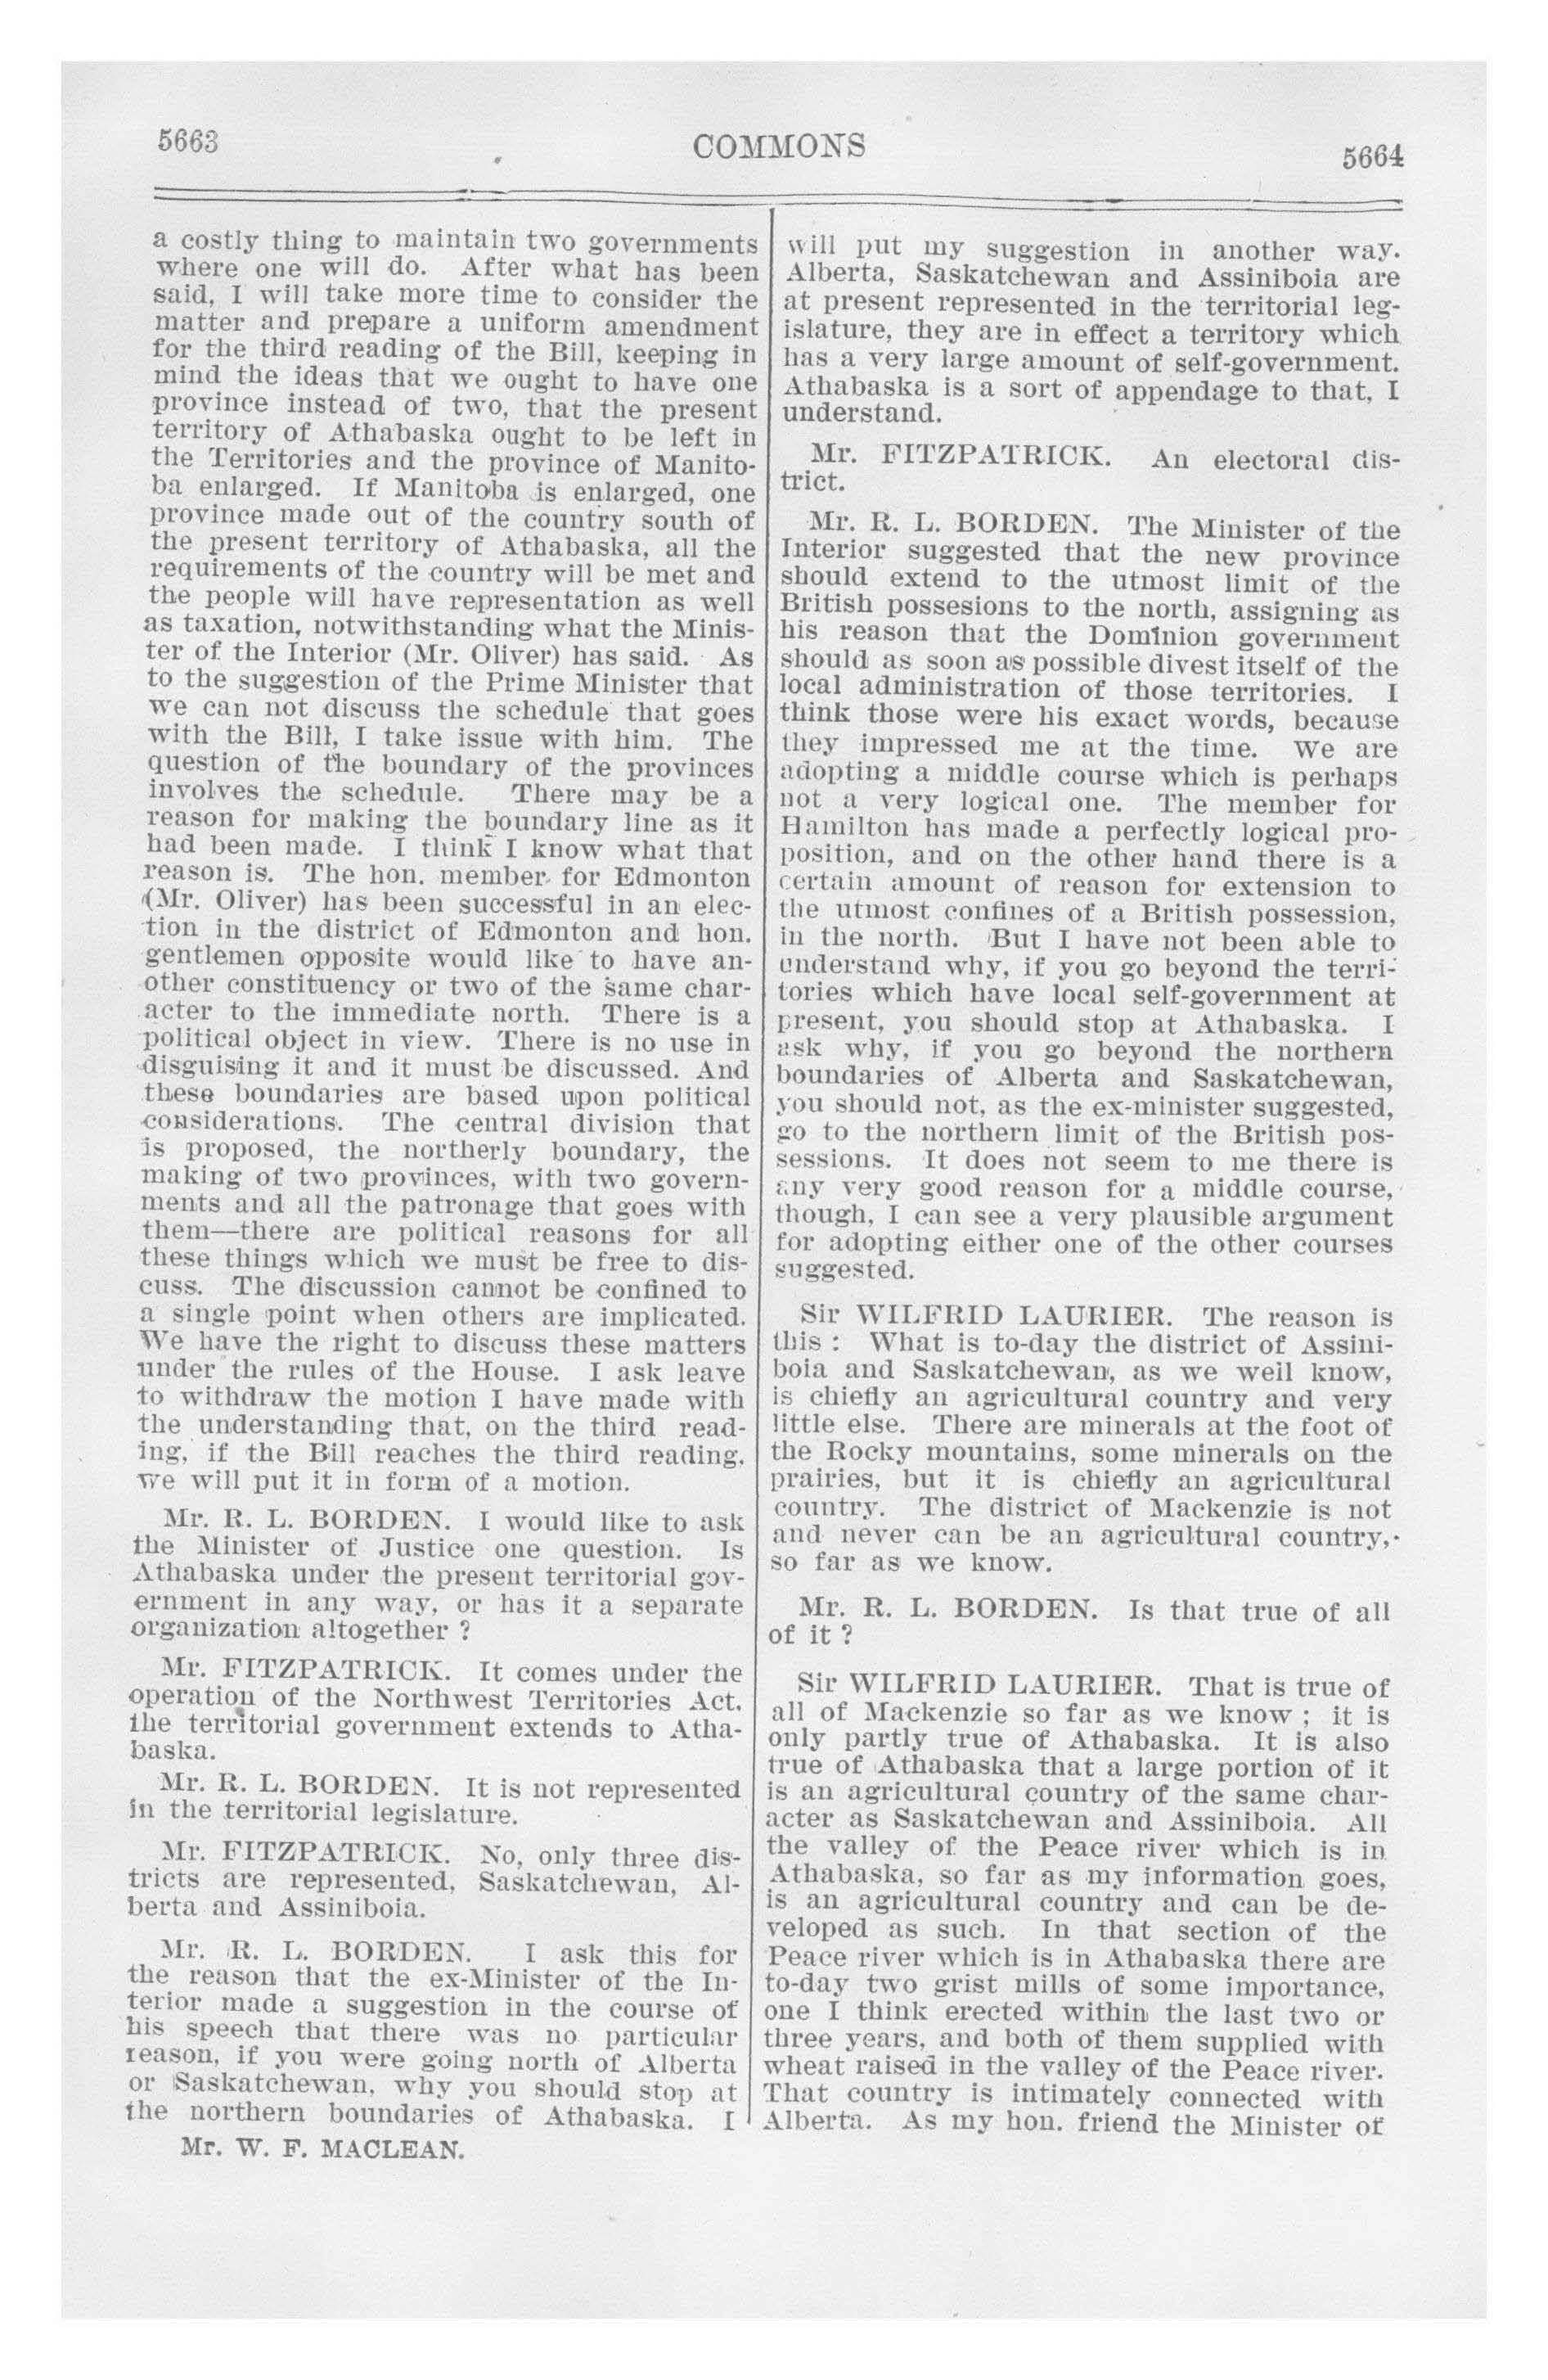 5663
COMMONS
5664
a costly thing to maintain two governments
where one will do. After what has been
said, I will take more time to consider the
matter and prepare a uniform amendment
for the third reading of the Bill, keeping in
mind the ideas that we ought to have one
province instead of two, that the present
territory of Athabaska ought to be left in
the Territories and the province of Manito-
ba enlarged. If Manitoba is enlarged, one
province made out of the country south of
the present territory of Athabaska, all the
requirements of the country will be met and
the people will have representation as well
as taxation, notwithstanding what the Minis-
ter of the Interior (Mr. Oliver) has said. As
to the suggestion of the Prime Minister that
we can not discuss the schedule that goes
with the Bill, I take issue with him. The
question of the boundary of the provinces
involves the schedule. There may be a
reason for making the boundary line as it
had been made. I think I know what that
reason is. The hon. member for Edmonton
(Mr. Oliver) has been successful in an elec-
tion in the district of Edmonton and hon.
gentlemen opposite would like to have an-
other constituency or two of the same char-
acter to the immediate north. There is a
political object in view. There is no use in
disguising it and it must be discussed. And
these boundaries are based upon political
considerations. The central division that
is proposed, the northerly boundary, the
making of two provinces, with two govern-
ments and all the patronage that goes with
them—there are political reasons for all
these things which we must be free to dis-
cuss. The discussion cannot be confined to
a single point when others are implicated.
We have the right to discuss these matters
under the rules of the House. I ask leave
to withdraw the motion I have made with
the understanding that, on the third read-
ing, if the Bill reaches the third reading,
we will put it in form of a motion.
Mr. R. L. BORDEN. I would like to ask
the Minister of Justice one question. Is
Athabaska under the present territorial gov-
ernment in any way, or has it a separate
organization altogether ?
Mr. FITZPATRICK. It comes under the
operation of the Northwest Territories Act,
the territorial government extends to Atha-
baska.
Mr. R. L. BORDEN. It is not represented
in the territorial legislature.
Mr. FITZPATRICK. No, only three dis-
tricts are represented, Saskatchewan, Al-
berta and Assiniboia.
Mr. R. L. BORDEN. I ask this for
the reason that the ex-Minister of the In-
terior made a suggestion in the course of
his speech that there was no particular
reason, if you were going north of Alberta
or Saskatchewan, why you should stop at
the northern boundaries of Athabaska. I
Mr. W. F. MACLEAN.
will put my suggestion in another way.
Alberta, Saskatchewan and Assiniboia are
at present represented in the territorial leg-
islature, they are in effect a territory which
has a very large amount of self-government.
Athabaska is a sort of appendage to that, I
understand.
Mr. FITZPATRICK. An electoral dis-
trict.
Mr. R. L. BORDEN. The Minister of the
Interior suggested that the new province
should extend to the utmost limit of the
British possesions to the north, assigning as
his reason that the Dominion government
should as soon as possible divest itself of the
local administration of those territories. I
think those were his exact words, because
they impressed me at the time. We are
adopting a middle course which is perhaps
not a very logical one. The member for
Hamilton has made a perfectly logical pro-
position, and on the other hand there is a
certain amount of reason for extension to
the utmost confines of a British possession,
in the north. But I have not been able to
understand why, if you go beyond the terri-
tories which have local self-government at
present, you should stop at Athabaska. I
ask why, if you go beyond the northern
boundaries of Alberta and Saskatchewan,
you should not, as the ex-minister suggested,
go to the northern limit of the British pos-
sessions. It does not seem to me there is
any very good reason for a middle course,
though, I can see a very plausible argument
for adopting either one of the other courses
suggested.
Sir WILFRID LAURIER. The reason is
this : What is to-day the district of Assini-
boia and Saskatchewan, as we well know,
is chiefly an agricultural country and very
little else. There are minerals at the foot of
the Rocky mountains, some minerals on the
prairies, but it is chiefly an agricultural
country. The district of Mackenzie is not
and never can be an agricultural country,
so far as we know.
Mr. R. L. BORDEN. Is that true of all
of it ?
Sir WILFRID LAURIER. That is true of
all of Mackenzie so far as we know ; it is
only partly true of Athabaska. It is also
true of Athabaska that a large portion of it
is an agricultural country of the same char-
acter as Saskatchewan and Assiniboia. All
the valley of the Peace river which is in
Athabaska, so far as my information goes,
is an agricultural country and can be de-
veloped as such. In that section of the
Peace river which is in Athabaska there are
to-day two grist mills of some importance,
one I think erected within the last two or
three years, and both of them supplied with
wheat raised in the valley of the Peace river.
That country is intimately connected with
Alberta. As my hon. friend the Minister of